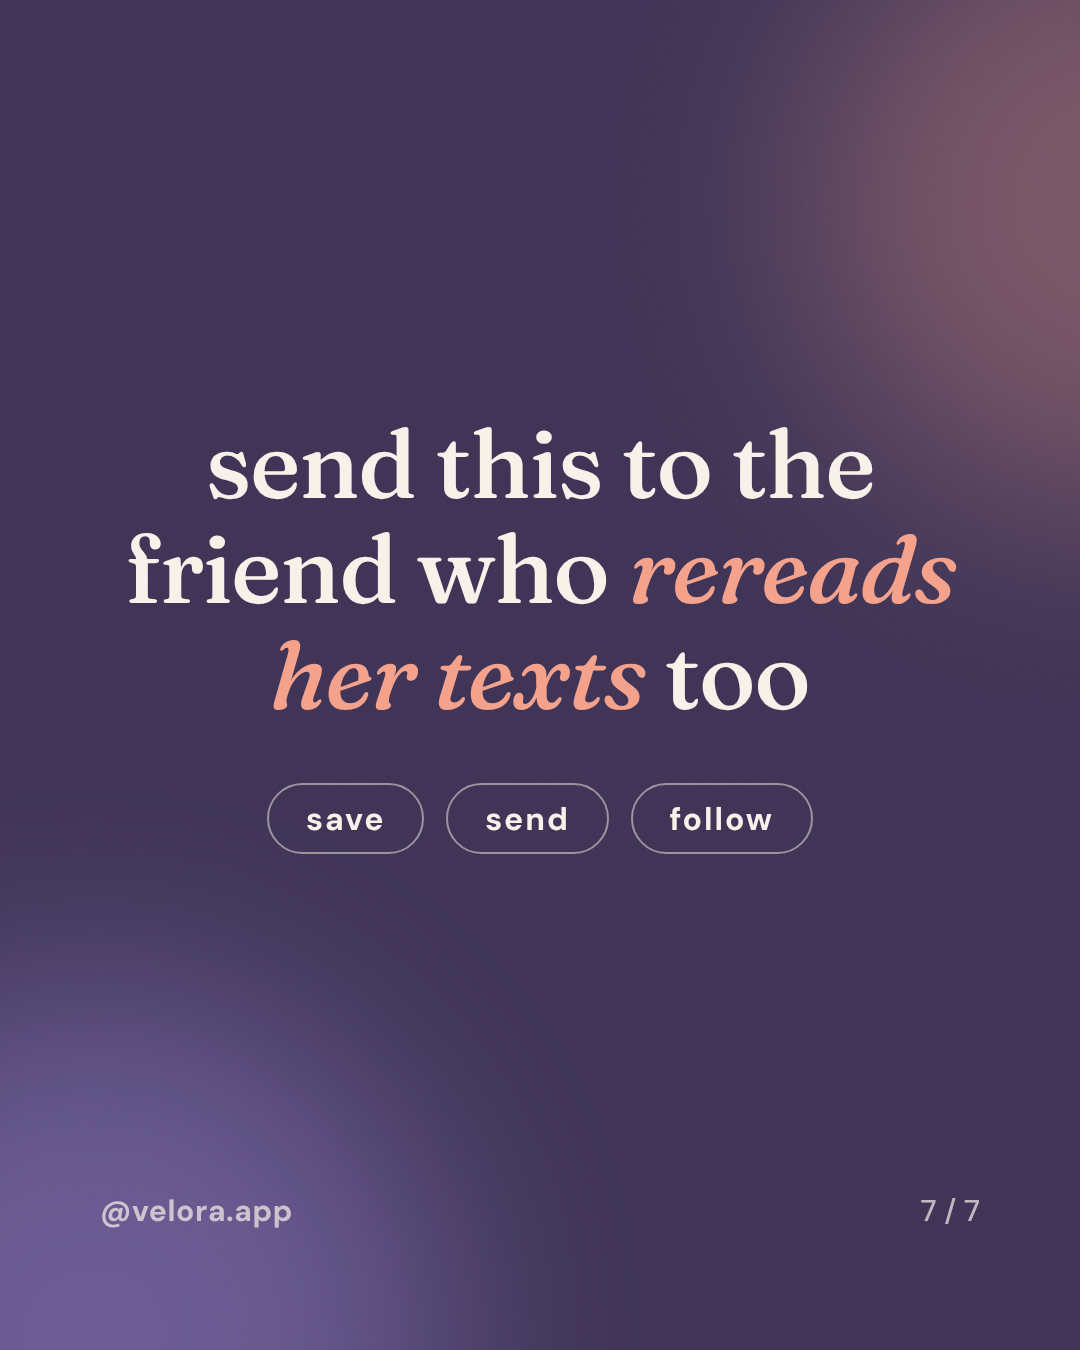 send this to the
friend who rereads
her texts too
save send follow
@velora.app 7 / 7